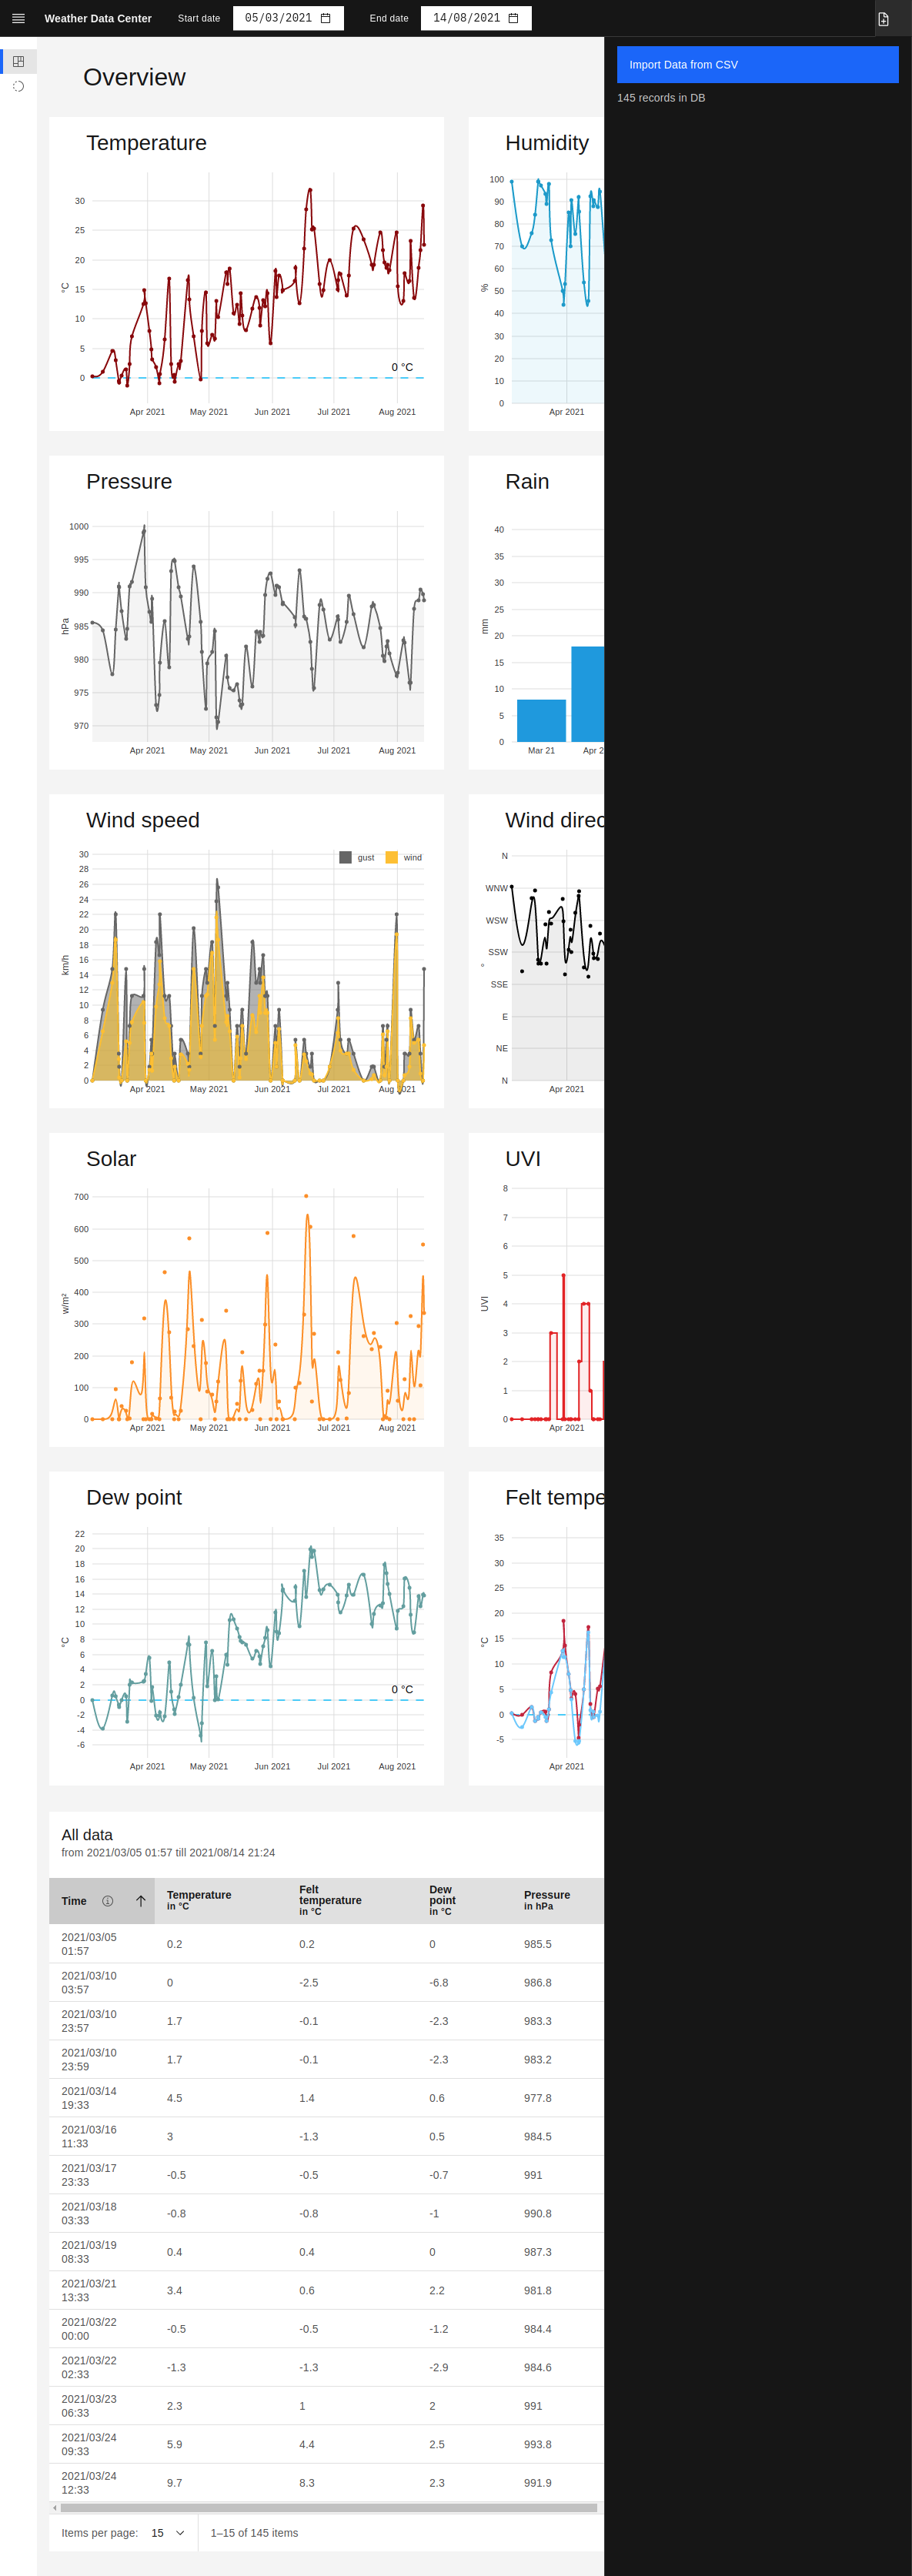 Weather Data Center
Start date
05/03/2021
End date
14/08/2021
Import Data from CSV
145 records in DB
Overview
Temperature
30
25
20
15
10
5
0
°C
0 °C
Apr 2021 May 2021 Jun 2021 Jul 2021 Aug 2021
Humidity
100
90
80
70
60
50
40
30
20
10
0
%
Apr 2021
Pressure
1000
995
990
985
980
975
970
hPa
Apr 2021 May 2021 Jun 2021 Jul 2021 Aug 2021
Rain
40
35
30
25
20
15
10
5
0
mm
Mar 21 Apr 2
Wind speed
30
28
26
24
22
20
18
16
14
12
10
8
6
4
2
0
km/h
gust wind
Apr 2021 May 2021 Jun 2021 Jul 2021 Aug 2021
Wind direc
N
WNW
WSW
SSW
SSE
E
NE
N
°
Apr 2021
Solar
700
600
500
400
300
200
100
0
w/m²
Apr 2021 May 2021 Jun 2021 Jul 2021 Aug 2021
UVI
8
7
6
5
4
3
2
1
0
UVI
Apr 2021
Dew point
22
20
18
16
14
12
10
8
6
4
2
0
-2
-4
-6
°C
0 °C
Apr 2021 May 2021 Jun 2021 Jul 2021 Aug 2021
Felt tempe
35
30
25
20
15
10
5
0
-5
°C
Apr 2021
All data
from 2021/03/05 01:57 till 2021/08/14 21:24
Time
Temperature
in °C
Felt
temperature
in °C
Dew
point
in °C
Pressure
in hPa
2021/03/05
01:57
0.2 0.2 0 985.5
2021/03/10
03:57
0 -2.5 -6.8 986.8
2021/03/10
23:57
1.7 -0.1 -2.3 983.3
2021/03/10
23:59
1.7 -0.1 -2.3 983.2
2021/03/14
19:33
4.5 1.4 0.6 977.8
2021/03/16
11:33
3 -1.3 0.5 984.5
2021/03/17
23:33
-0.5 -0.5 -0.7 991
2021/03/18
03:33
-0.8 -0.8 -1 990.8
2021/03/19
08:33
0.4 0.4 0 987.3
2021/03/21
13:33
3.4 0.6 2.2 981.8
2021/03/22
00:00
-0.5 -0.5 -1.2 984.4
2021/03/22
02:33
-1.3 -1.3 -2.9 984.6
2021/03/23
06:33
2.3 1 2 991
2021/03/24
09:33
5.9 4.4 2.5 993.8
2021/03/24
12:33
9.7 8.3 2.3 991.9
Items per page: 15
1–15 of 145 items